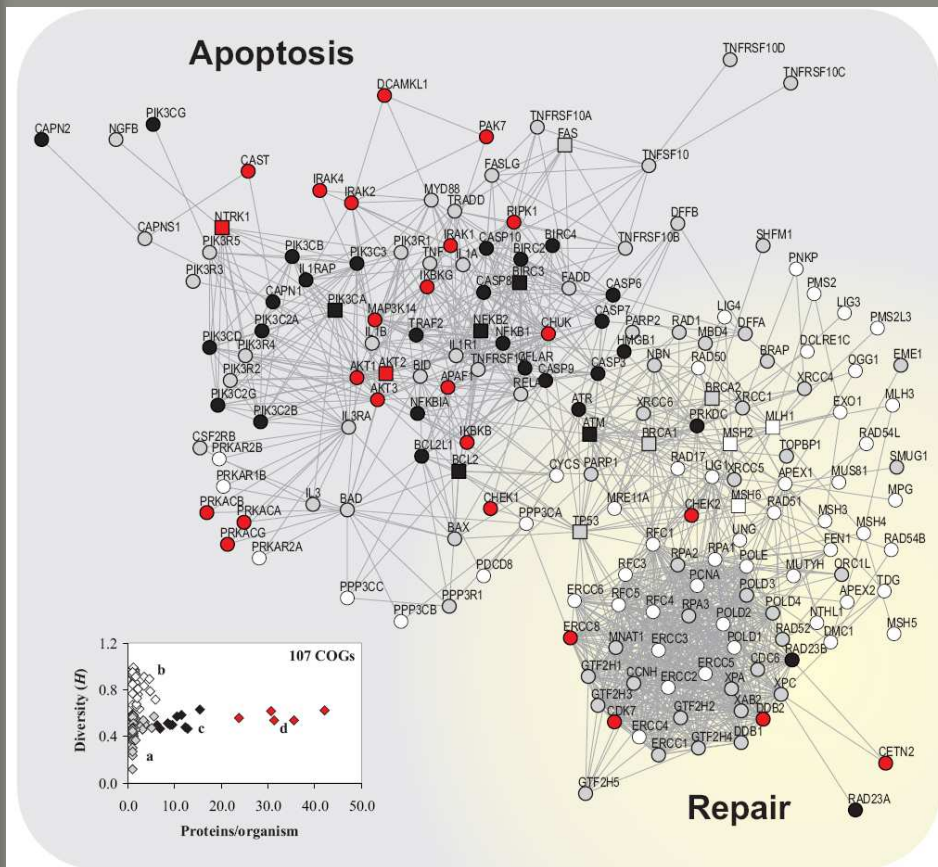 Apoptosis
TNFRSF10D
TNFRSF10C
DCAMKL1
PIK3CG
CAPN2
NGFB
PAK7
TNFRSF10A
FAS
CAST
TNFSF10
IRAK4
IRAK2
MYD88
FASLG
TRADD
NTRK1
RIPK1
DFFB
CAPNS1
PIK3R5
PIK3CB
PIK3C3
PIK3R1
IRAK1
CASP10
BIRC2
BIRC4
TNFRSF10B
SHFM1
PIK3R3
IL1RAP
TNF
IL1A
PNKP
CAPN1
IKBKG
CASP8
BIRC3
FADD
CASP6
PMS2
PIK3C2A
PIK3CA
MAP3K14
NFKB2
CASP7
LIG4
LIG3
PIK3CD
PIK3R4
IL1B
TRAF2
NFKB1
CHUK
PARP2
RAD1
MBD4
DFFA
PMS2L3
HMGB1
DCLRE1C
PIK3R2
AKT1
AKT2
BID
IL1R1
CFLAR
CASP9
CASP3
NBN
RAD50
BRAP
OGG1
EME1
PIK3C2G
AKT3
APAF1
RELA
BRCA2
XRCC4
PIK3C2B
NFKBIA
ATR
XRCC6
XRCC1
EXO1
MLH3
CSF2RB
IL3RA
IKBKB
ATM
BRCA1
PRKDC
MSH2
MLH1
PRKAR2B
BCL2L1
BCL2
TOPBP1
RAD54L
PRKAR1B
CYCS
PARP1
RAD17
LIG1
XRCC5
APEX1
MUS81
SMUG1
PRKACB
PRKACA
IL3
BAD
CHEK1
MRE11A
CHEK2
MSH6
RAD51
MPG
PRKACG
PPP3CA
TP53
MSH3
PRKAR2A
BAX
RFC1
UNG
MSH4
RAD54B
PDCD8
RPA2
RPA1
POLE
FEN1
PPP3CC
ERCC6
RFC3
PCNA
MUTYH
ORC1L
PPP3CB
PPP3R1
RFC5
RFC4
RPA3
POLD2
POLD3
POLD4
APEX2
TDG
NTHL1
ERCC8
MNAT1
ERCC3
POLD1
RAD52
DMC1
MSH5
RAD23B
GTF2H1
CCNH
ERCC2
ERCC5
CDC6
XPA
XPC
GTF2H3
GTF2H2
XAB2
CDK7
ERCC4
DDB2
DDB1
ERCC1
GTF2H4
CETN2
GTF2H5
RAD23A
Repair
107 COGs
Diversity (H)
1.2
0.8
0.4
0.0
b
c
d
a
0.0 10.0 20.0 30.0 40.0 50.0
Proteins/organism